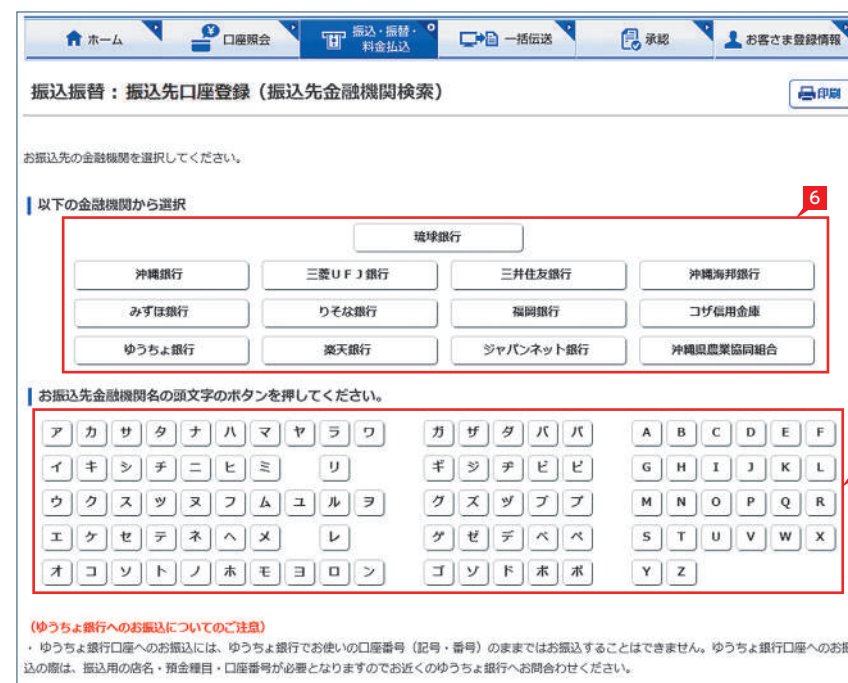 ホーム 口座照会 振込・振替・料金払込 一括伝送 承認 お客さま登録情報
振込振替：振込先口座登録（振込先金融機関検索） 印刷
お振込先の金融機関を選択してください。
以下の金融機関から選択
6
琉球銀行
沖縄銀行 三菱ＵＦＪ銀行 三井住友銀行 沖縄海邦銀行
みずほ銀行 りそな銀行 福岡銀行 コザ信用金庫
ゆうちょ銀行 楽天銀行 ジャパンネット銀行 沖縄県農業協同組合
お振込先金融機関名の頭文字のボタンを押してください。
ア カ サ タ ナ ハ マ ヤ ラ ワ ガ ザ ダ バ パ A B C D E F
イ キ シ チ ニ ヒ ミ リ ギ ジ ヂ ビ ピ G H I J K L
ウ ク ス ツ ヌ フ ム ユ ル ヲ グ ズ ヅ ブ プ M N O P Q R
エ ケ セ テ ネ ヘ メ レ ゲ ゼ デ ベ ペ S T U V W X
オ コ ソ ト ノ ホ モ ヨ ロ ン ゴ ゾ ド ボ ポ Y Z
（ゆうちょ銀行へのお振込についてのご注意）
・ゆうちょ銀行口座へのお振込には、ゆうちょ銀行でお使いの口座番号（記号・番号）のままではお振込することはできません。ゆうちょ銀行口座へのお振
込の際は、振込用の店名・預金種目・口座番号が必要となりますのでお近くのゆうちょ銀行へお問合わせください。